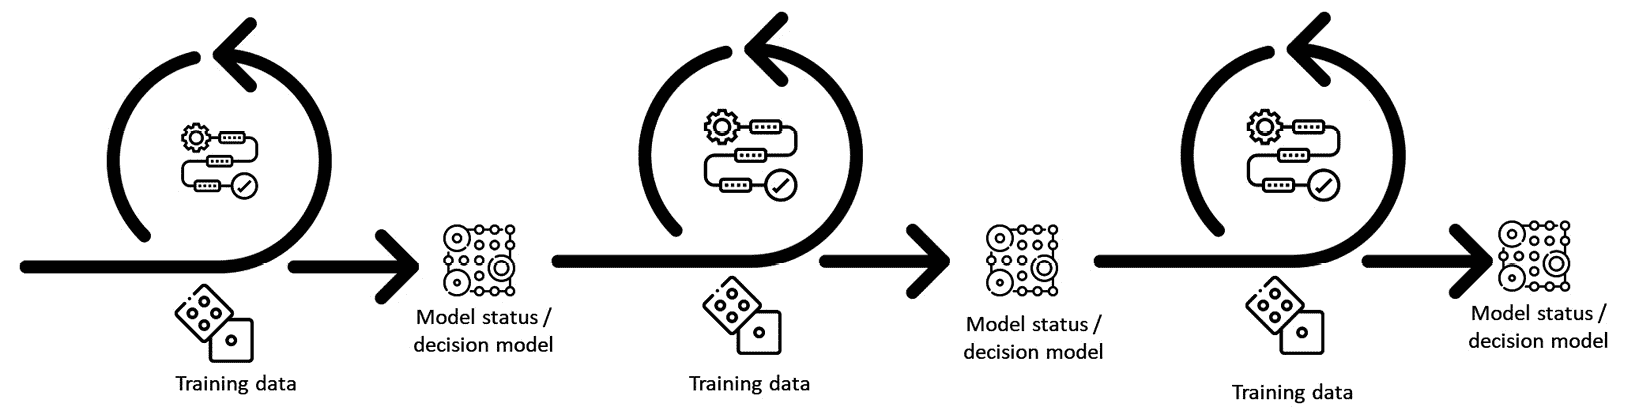 Model status /
decision model
Training data
Model status /
decision model
Training data
Model status /
decision model
Training data